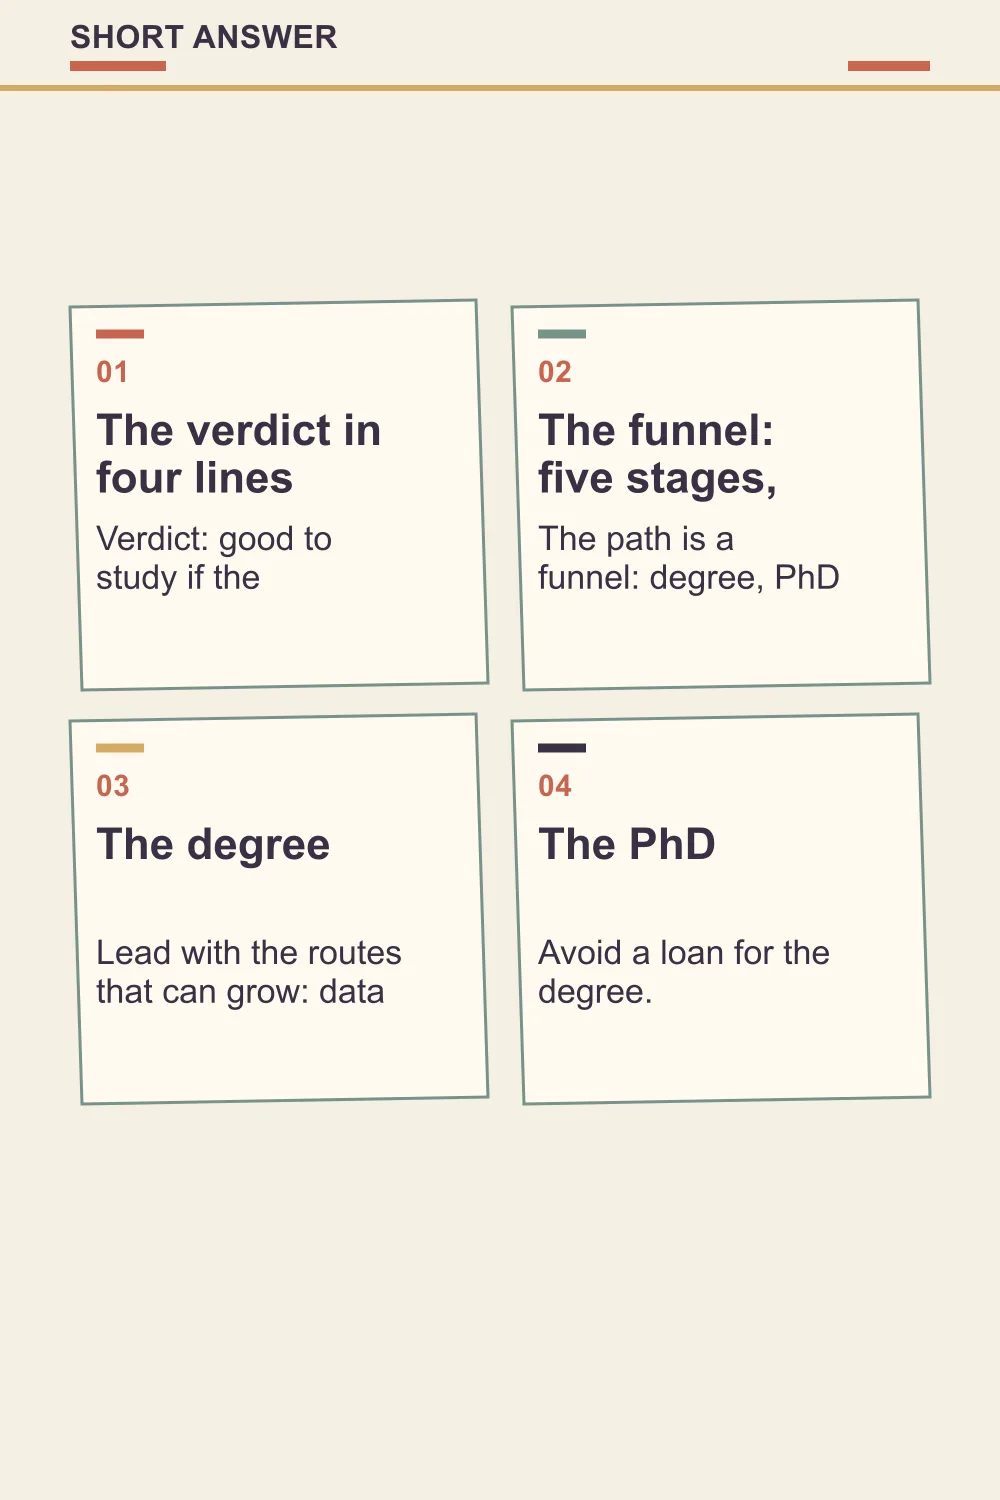 SHORT ANSWER
01
The verdict in
four lines
Verdict: good to
study if the
02
The funnel:
five stages,
The path is a
funnel: degree, PhD
03
The degree
Lead with the routes
that can grow: data
04
The PhD
Avoid a loan for the
degree.